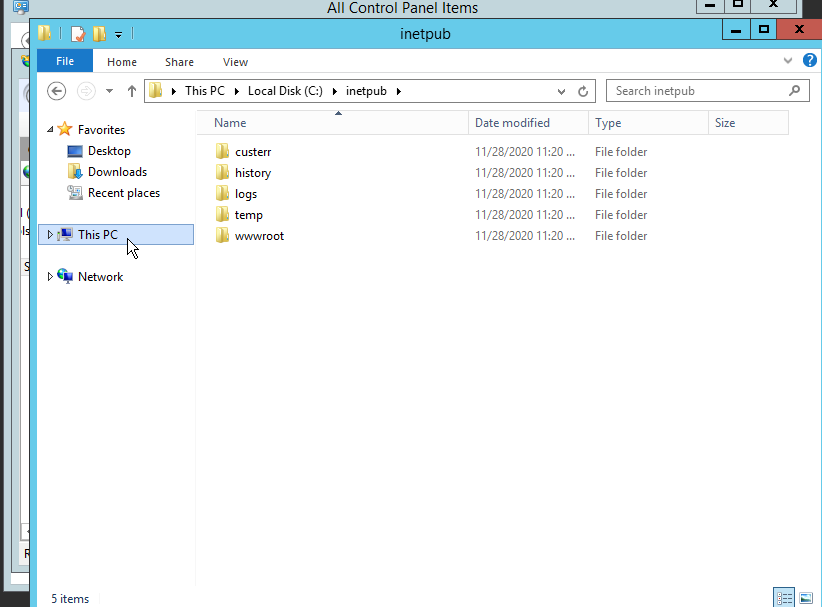 All Control Panel Items
inetpub
File Home Share View
This PC Local Disk (C:) inetpub
Search inetpub
Name Date modified Type Size
Favorites
Desktop
Downloads
Recent places
This PC
Network
custerr 11/28/2020 11:20 ... File folder
history 11/28/2020 11:20 ... File folder
logs 11/28/2020 11:20 ... File folder
temp 11/28/2020 11:20 ... File folder
wwwroot 11/28/2020 11:20 ... File folder
5 items